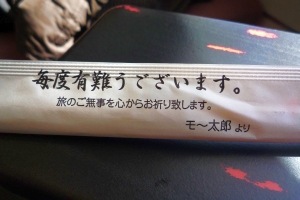 毎度有難うございます。
旅のご無事を心からお祈り致します。
モ〜太郎 より